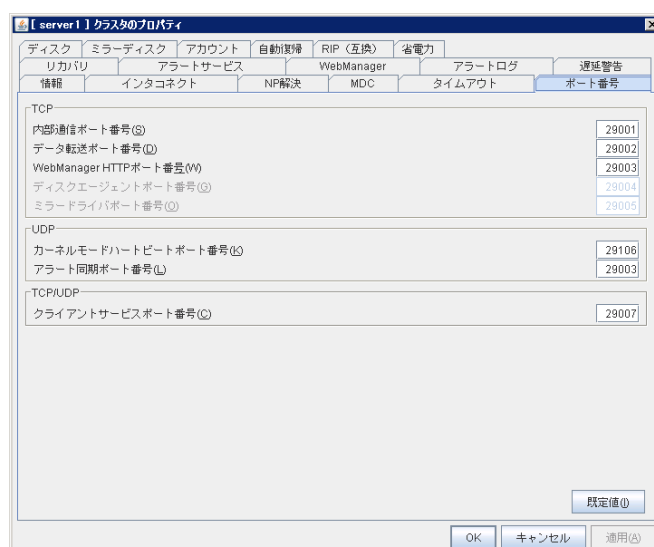 [ server1 ] クラスタのプロパティ
ディスク ミラーディスク アカウント 自動復帰 RIP（互換） 省電力
リカバリ アラートサービス WebManager アラートログ 遅延警告
情報 インタコネクト NP解決 MDC タイムアウト ポート番号
TCP
内部通信ポート番号(S) 29001
データ転送ポート番号(D) 29002
WebManager HTTPポート番号(W) 29003
ディスクエージェントポート番号(G) 29004
ミラードライバポート番号(O) 29005
UDP
カーネルモードハートビートポート番号(K) 29106
アラート同期ポート番号(L) 29003
TCP/UDP
クライアントサービスポート番号(C) 29007
既定値(I)
OK キャンセル 適用(A)